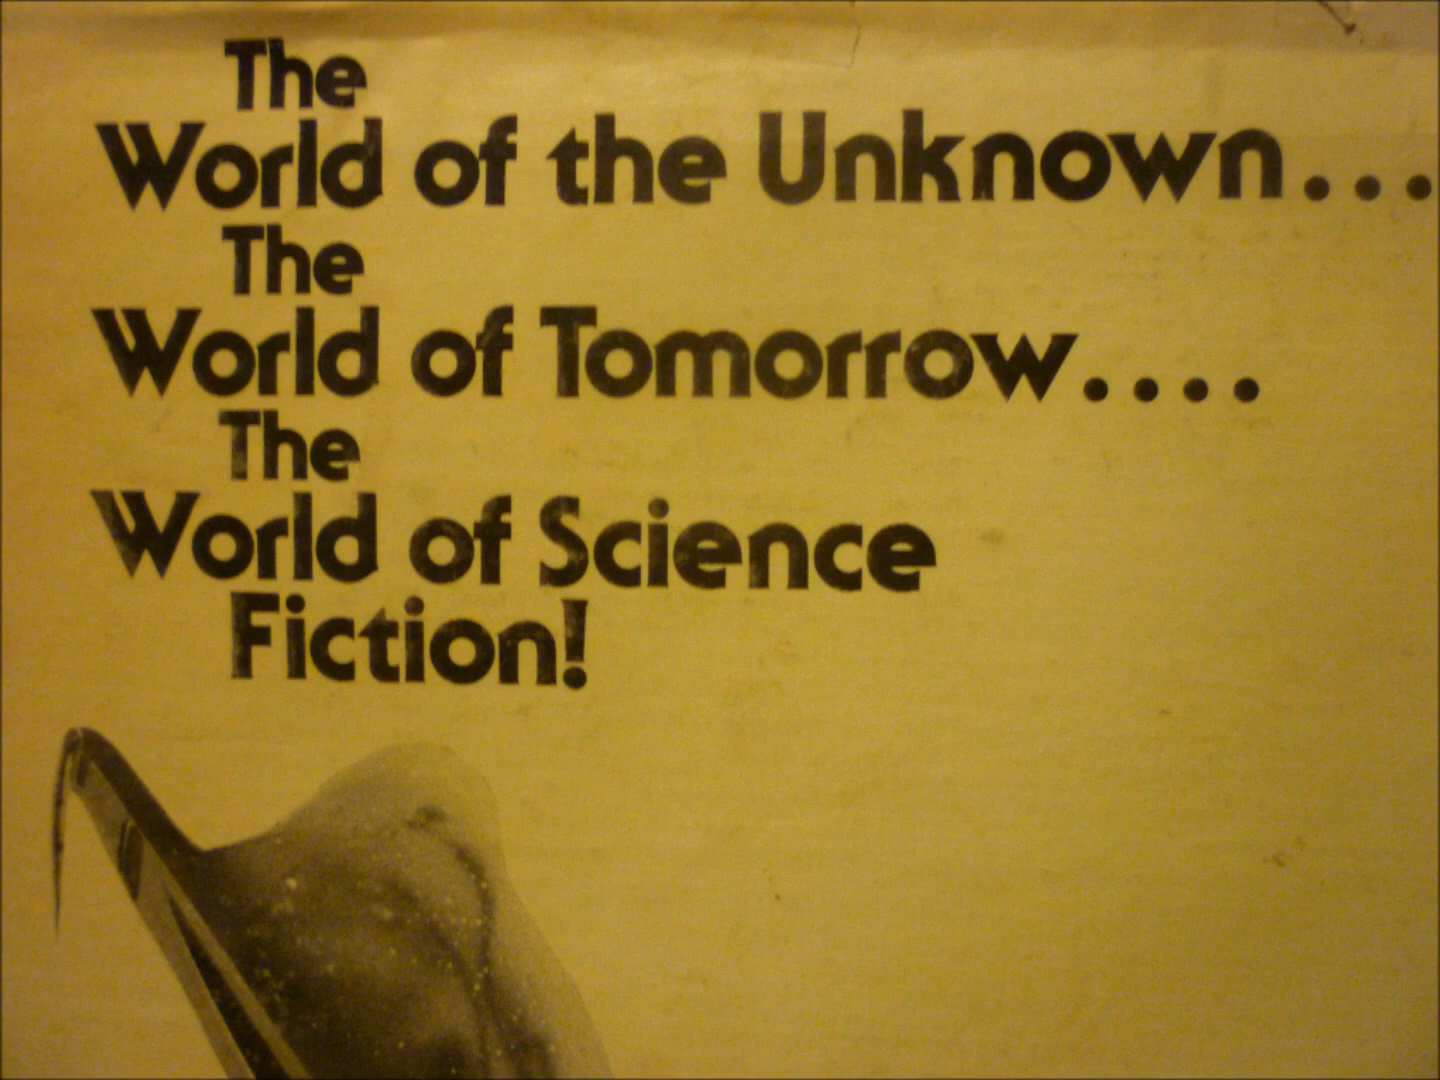 The
World of the Unknown...
The
World of Tomorrow....
The
World of Science
Fiction!